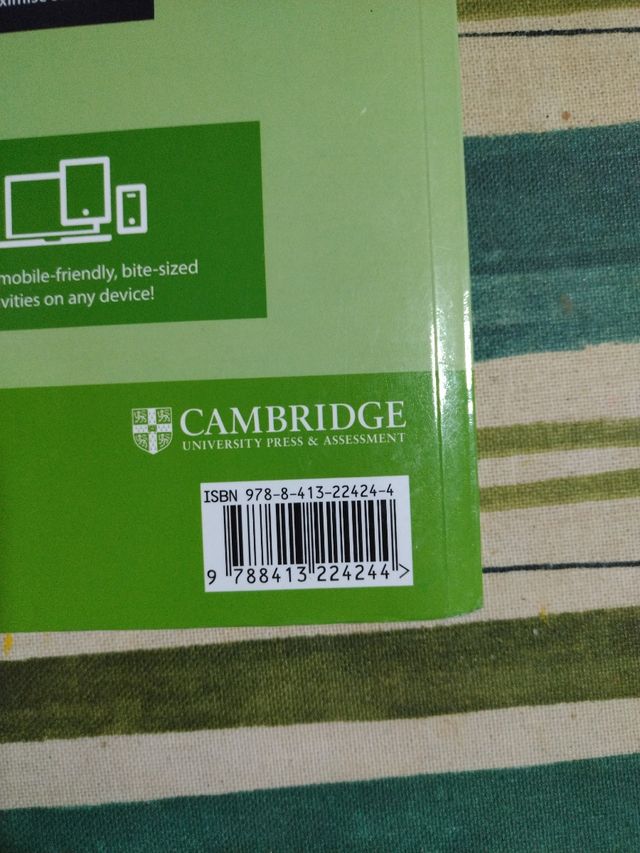 mobile-friendly, bite-sized
vities on any device!
CAMBRIDGE
UNIVERSITY PRESS & ASSESSMENT
ISBN 978-8-413-22424-4
9 788413 224244 >